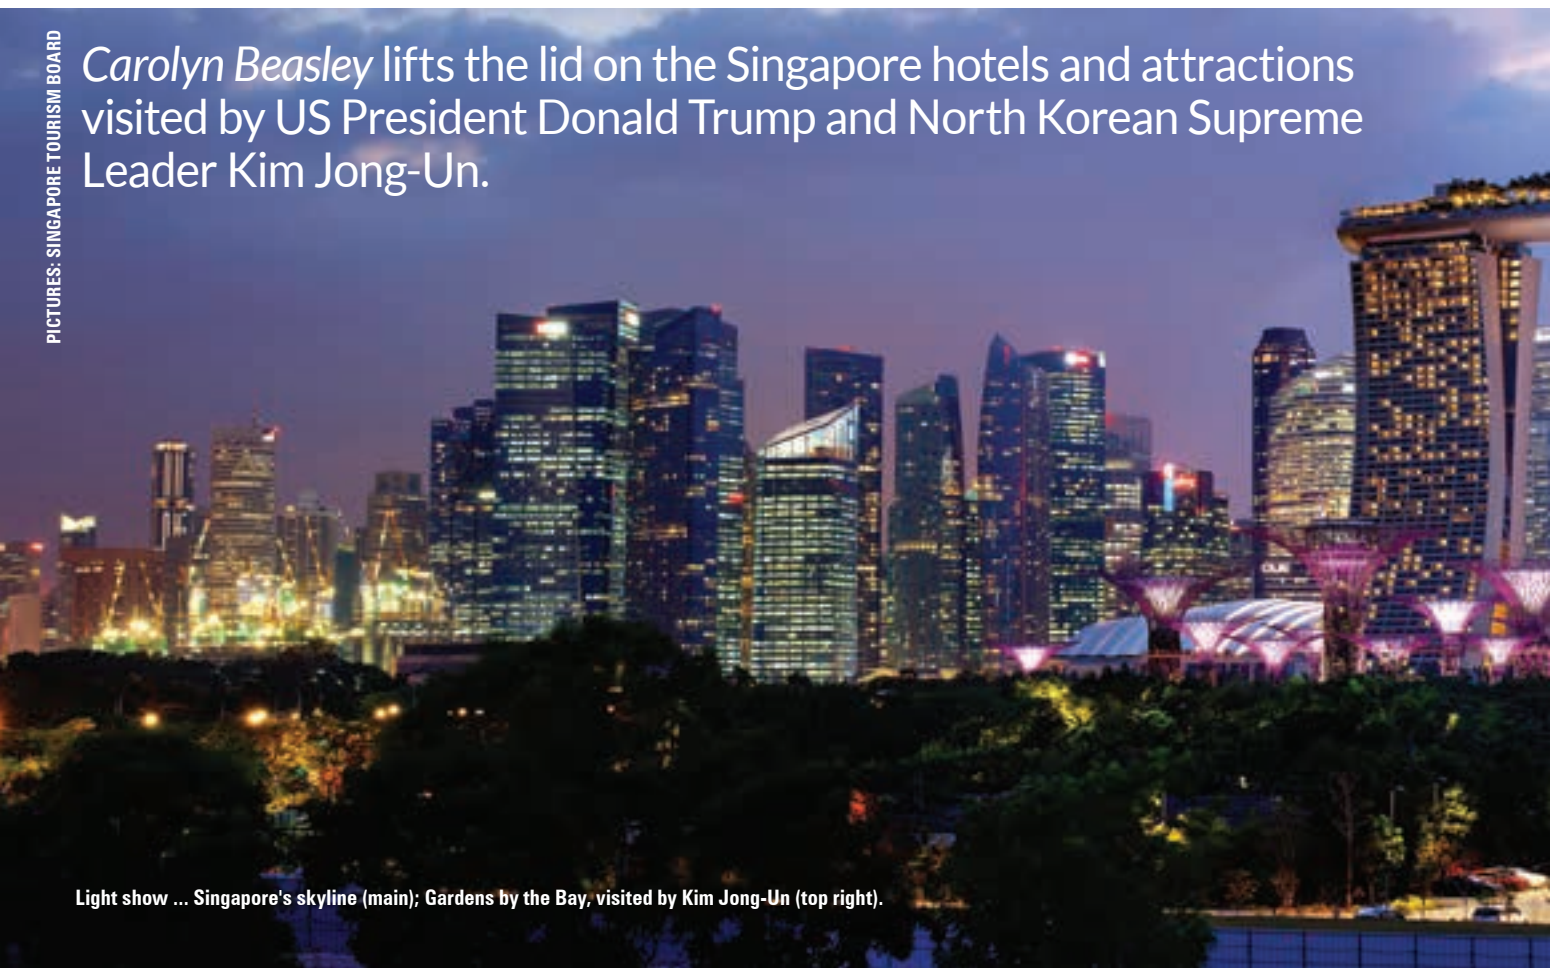 PICTURES: SINGAPORE TOURISM BOARD
Carolyn Beasley lifts the lid on the Singapore hotels and attractions
visited by US President Donald Trump and North Korean Supreme
Leader Kim Jong-Un.
Light show ... Singapore's skyline (main); Gardens by the Bay, visited by Kim Jong-Un (top right).